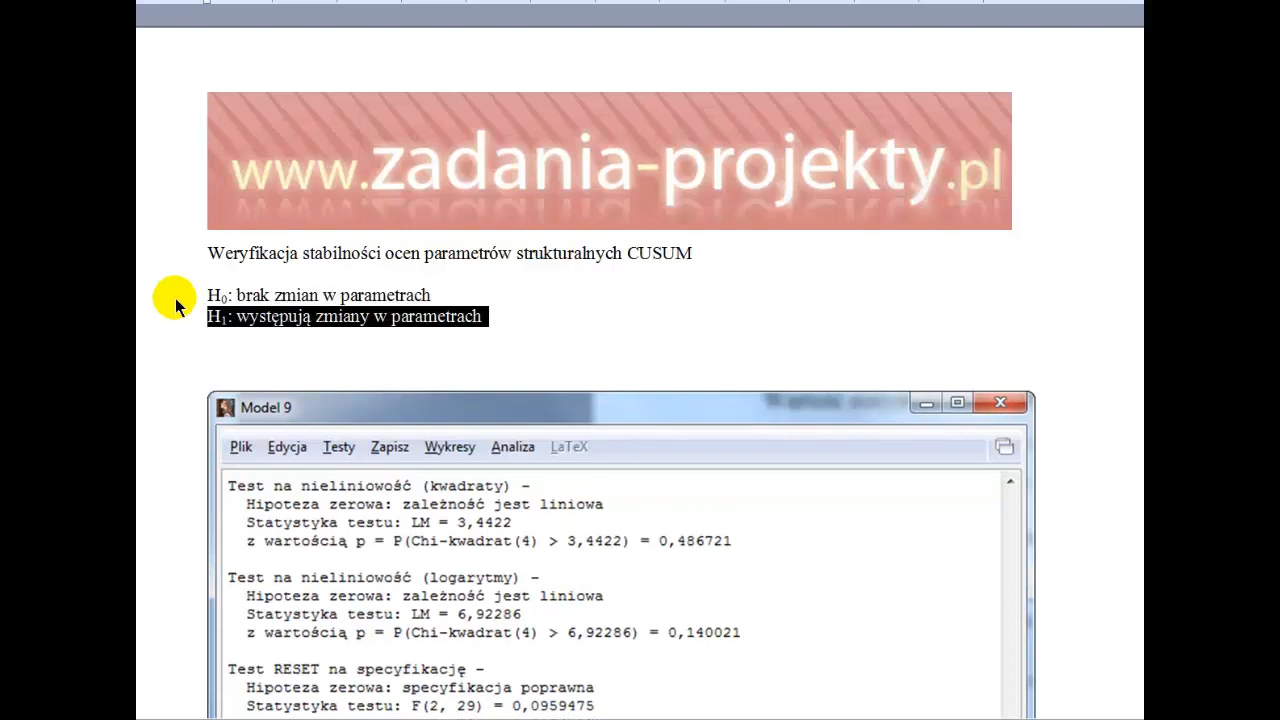 www.zadania-projekty.pl
Weryfikacja stabilności ocen parametrów strukturalnych CUSUM
H₀: brak zmian w parametrach
H₁: występują zmiany w parametrach
Model 9
Plik Edycja Testy Zapisz Wykresy Analiza LaTeX
Test na nieliniowość (kwadraty) -
Hipoteza zerowa: zależność jest liniowa
Statystyka testu: LM = 3,4422
z wartością p = P(Chi-kwadrat(4) > 3,4422) = 0,486721
Test na nieliniowość (logarytmy) -
Hipoteza zerowa: zależność jest liniowa
Statystyka testu: LM = 6,92286
z wartością p = P(Chi-kwadrat(4) > 6,92286) = 0,140021
Test RESET na specyfikację -
Hipoteza zerowa: specyfikacja poprawna
Statystyka testu: F(2, 29) = 0,0959475